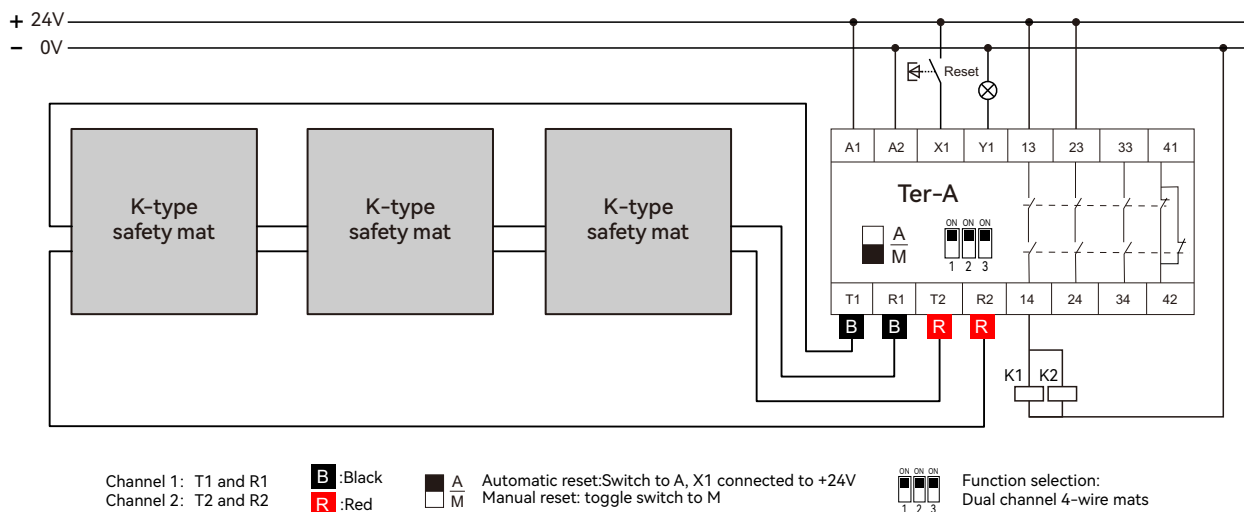 + 24V
− 0V
Reset
K-type
safety mat
K-type
safety mat
K-type
safety mat
A1 A2 X1 Y1 13 23 33 41
Ter-A
A
M
ON ON ON
1 2 3
T1 R1 T2 R2 14 24 34 42
B B R R
K1 K2
Channel 1: T1 and R1
Channel 2: T2 and R2
B :Black
R :Red
A
M
Automatic reset:Switch to A, X1 connected to +24V
Manual reset: toggle switch to M
ON ON ON
1 2 3
Function selection:
Dual channel 4-wire mats